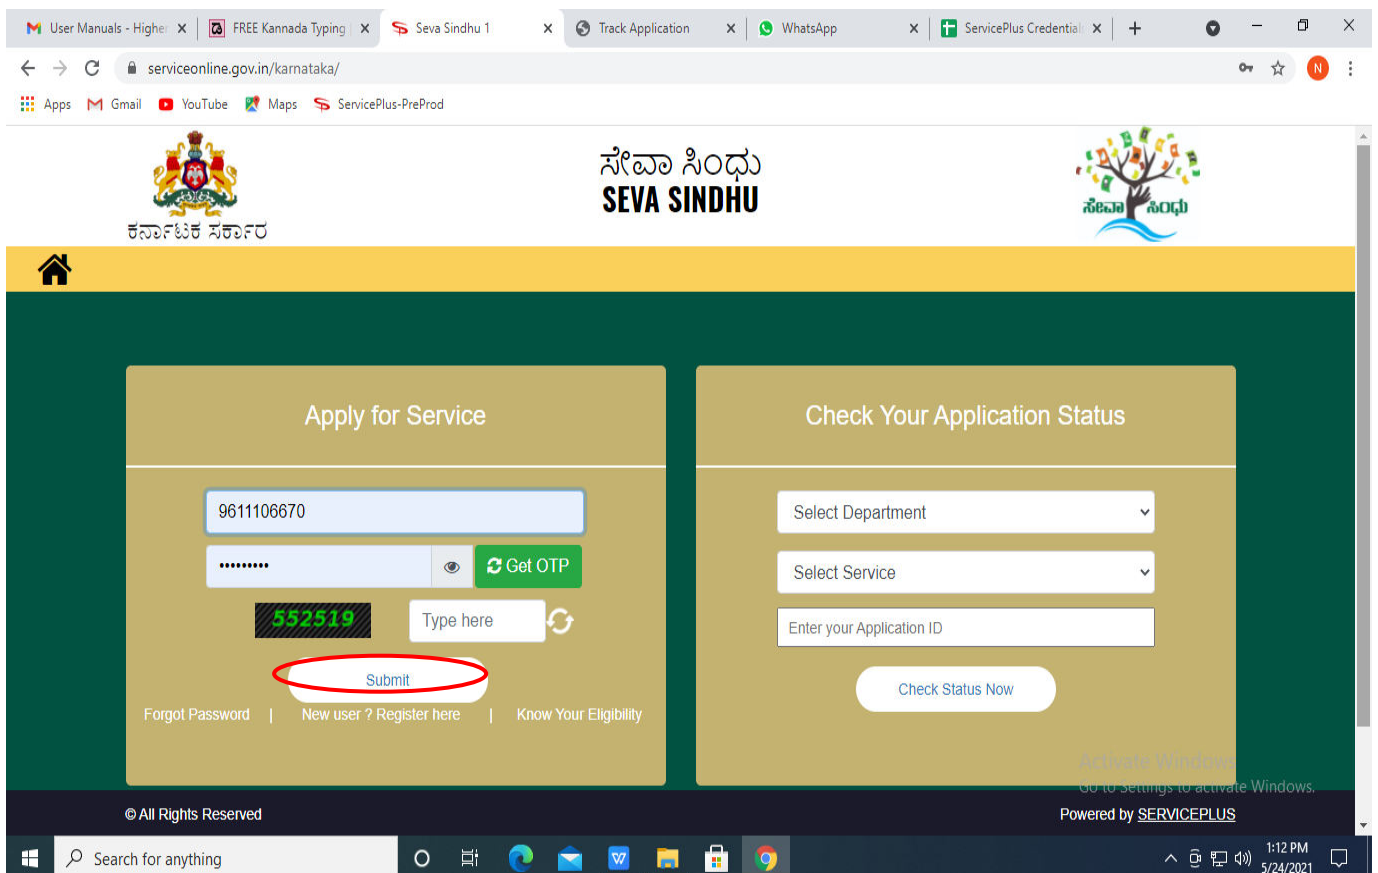 User Manuals - Higher
FREE Kannada Typing
Seva Sindhu 1
Track Application
WhatsApp
ServicePlus Credential
serviceonline.gov.in/karnataka/
N
Apps
Gmail
YouTube
Maps
ServicePlus-PreProd
ಕರ್ನಾಟಕ ಸರ್ಕಾರ
ಸೇವಾ ಸಿಂಧು
SEVA SINDHU
ಸೇವಾ ಸಿಂಧು
Apply for Service
9611106670
•••••••••
Get OTP
552519
Type here
Submit
Forgot Password | New user ? Register here | Know Your Eligibility
Check Your Application Status
Select Department
Select Service
Enter your Application ID
Check Status Now
Activate Windows
Go to Settings to activate Windows.
© All Rights Reserved
Powered by SERVICEPLUS
Search for anything
1:12 PM
5/24/2021